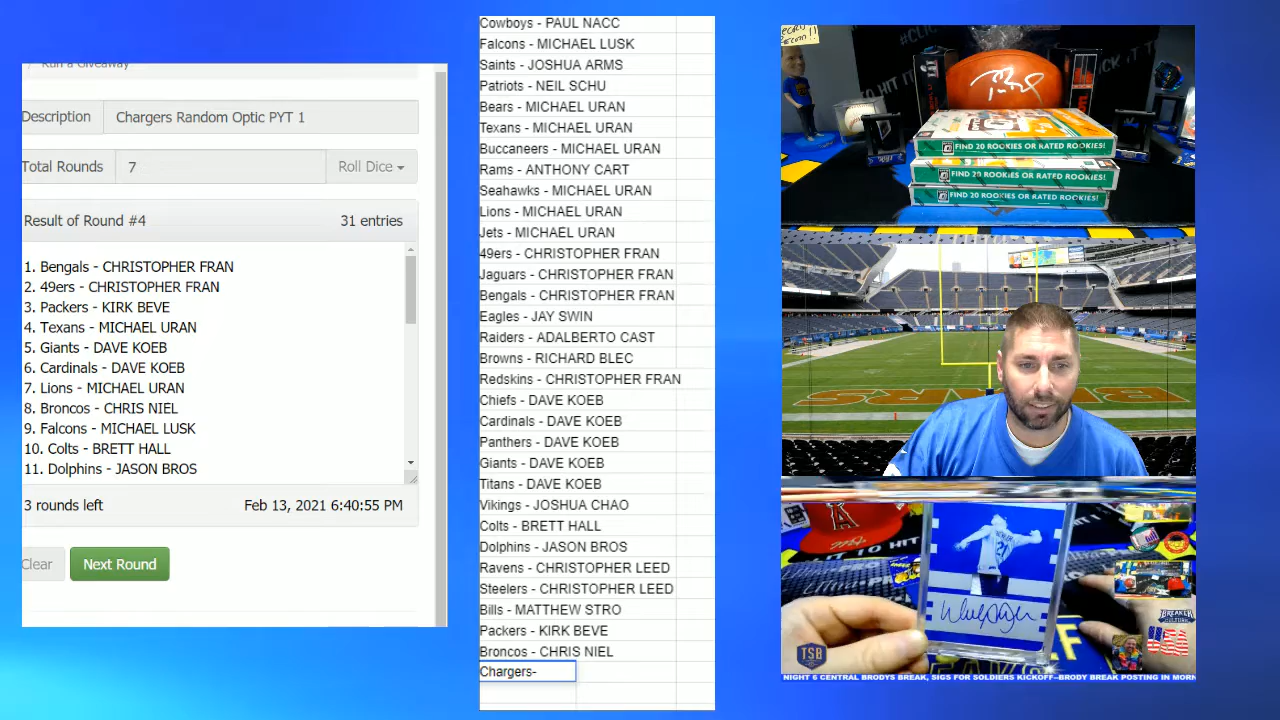 Run a Giveaway
Description
Chargers Random Optic PYT 1
Total Rounds
7
Roll Dice
Result of Round #4
31 entries
1. Bengals - CHRISTOPHER FRAN
2. 49ers - CHRISTOPHER FRAN
3. Packers - KIRK BEVE
4. Texans - MICHAEL URAN
5. Giants - DAVE KOEB
6. Cardinals - DAVE KOEB
7. Lions - MICHAEL URAN
8. Broncos - CHRIS NIEL
9. Falcons - MICHAEL LUSK
10. Colts - BRETT HALL
11. Dolphins - JASON BROS
3 rounds left
Feb 13, 2021 6:40:55 PM
Clear
Next Round
Cowboys - PAUL NACC
Falcons - MICHAEL LUSK
Saints - JOSHUA ARMS
Patriots - NEIL SCHU
Bears - MICHAEL URAN
Texans - MICHAEL URAN
Buccaneers - MICHAEL URAN
Rams - ANTHONY CART
Seahawks - MICHAEL URAN
Lions - MICHAEL URAN
Jets - MICHAEL URAN
49ers - CHRISTOPHER FRAN
Jaguars - CHRISTOPHER FRAN
Bengals - CHRISTOPHER FRAN
Eagles - JAY SWIN
Raiders - ADALBERTO CAST
Browns - RICHARD BLEC
Redskins - CHRISTOPHER FRAN
Chiefs - DAVE KOEB
Cardinals - DAVE KOEB
Panthers - DAVE KOEB
Giants - DAVE KOEB
Titans - DAVE KOEB
Vikings - JOSHUA CHAO
Colts - BRETT HALL
Dolphins - JASON BROS
Ravens - CHRISTOPHER LEED
Steelers - CHRISTOPHER LEED
Bills - MATTHEW STRO
Packers - KIRK BEVE
Broncos - CHRIS NIEL
Chargers-
FIND 20 ROOKIES OR RATED ROOKIES!
FIND 20 ROOKIES OR RATED ROOKIES!
FIND 20 ROOKIES OR RATED ROOKIES!
BEARS
A
TSB
BREAKER
CULTURE
USA
NIGHT 6 CENTRAL BRODYS BREAK, SIGS FOR SOLDIERS KICKOFF--BRODY BREAK POSTING IN MORN